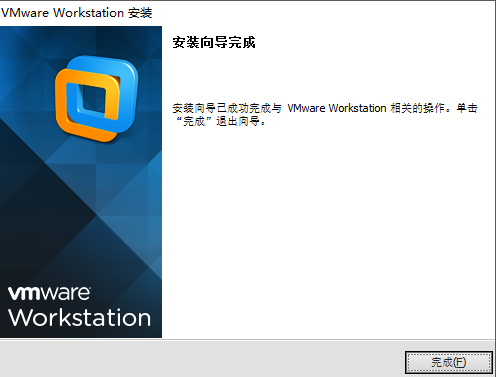 VMware Workstation 安装
安装向导完成
安装向导已成功完成与 VMware Workstation 相关的操作。单击
“完成”退出向导。
vmware
Workstation
完成(F)